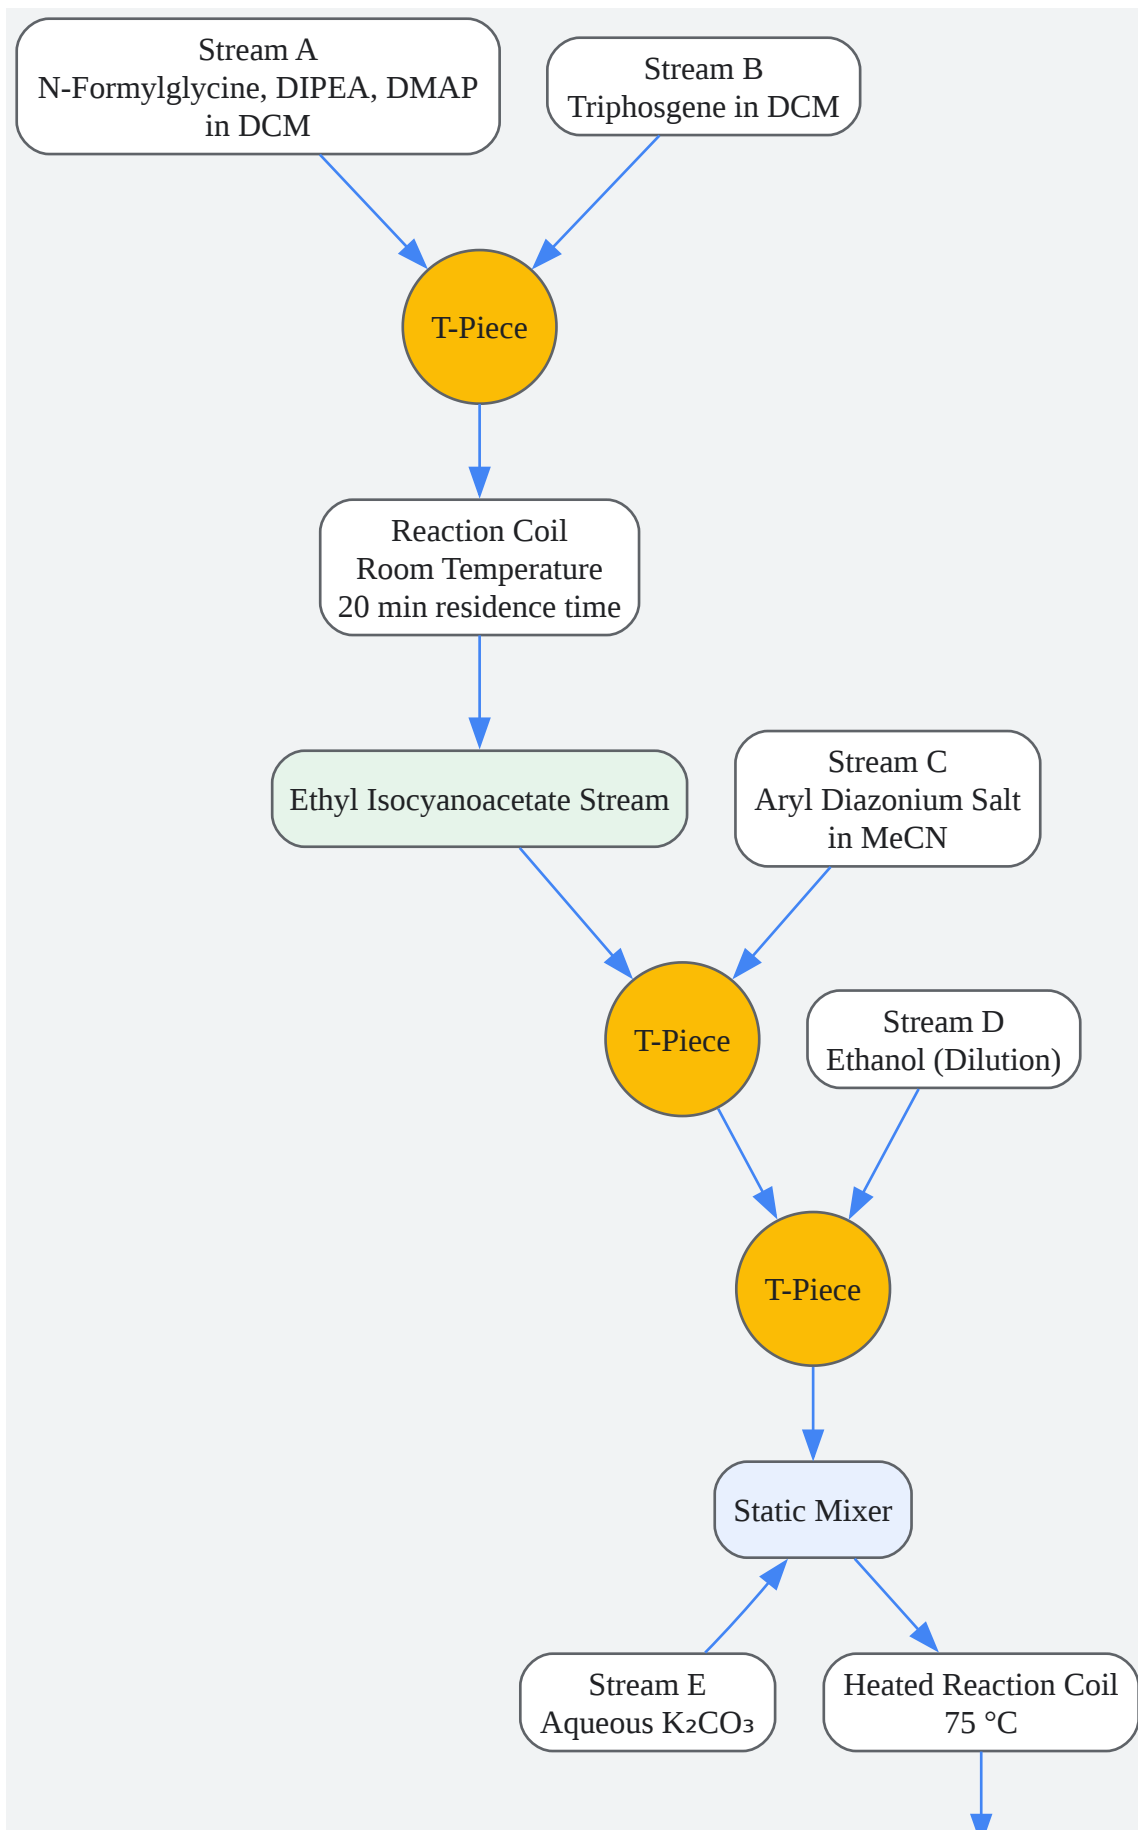 Stream A
N-Formylglycine, DIPEA, DMAP
in DCM
Stream B
Triphosgene in DCM
T-Piece
Reaction Coil
Room Temperature
20 min residence time
Ethyl Isocyanoacetate Stream
Stream C
Aryl Diazonium Salt
in MeCN
T-Piece
Stream D
Ethanol (Dilution)
T-Piece
Static Mixer
Stream E
Aqueous K₂CO₃
Heated Reaction Coil
75 °C